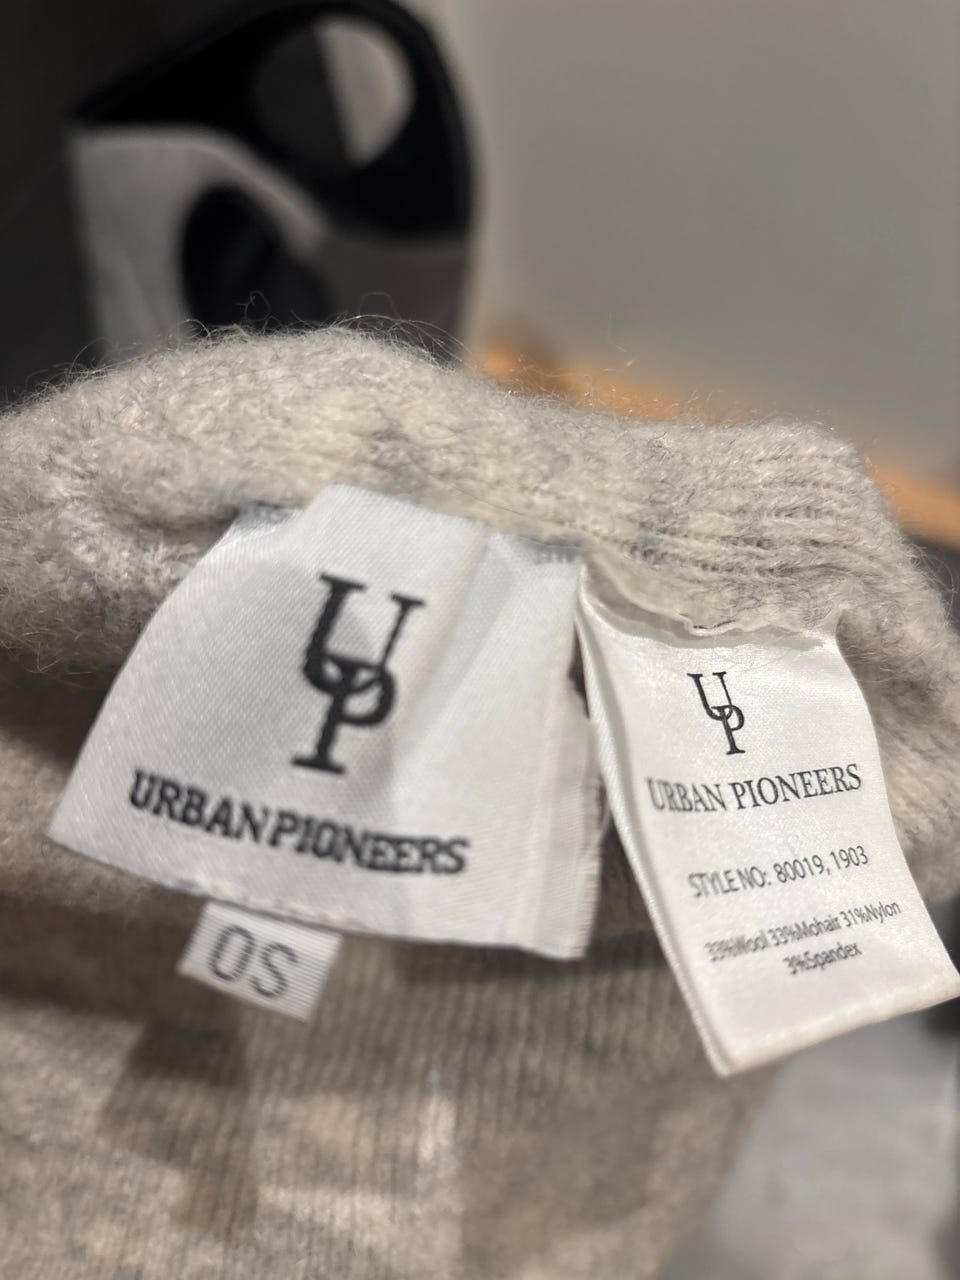 UP
URBAN PIONEERS
OS
UP
URBAN PIONEERS
STYLE NO: 80019, 1903
33%Wool 33%Mohair 31%Nylon
3%Spandex